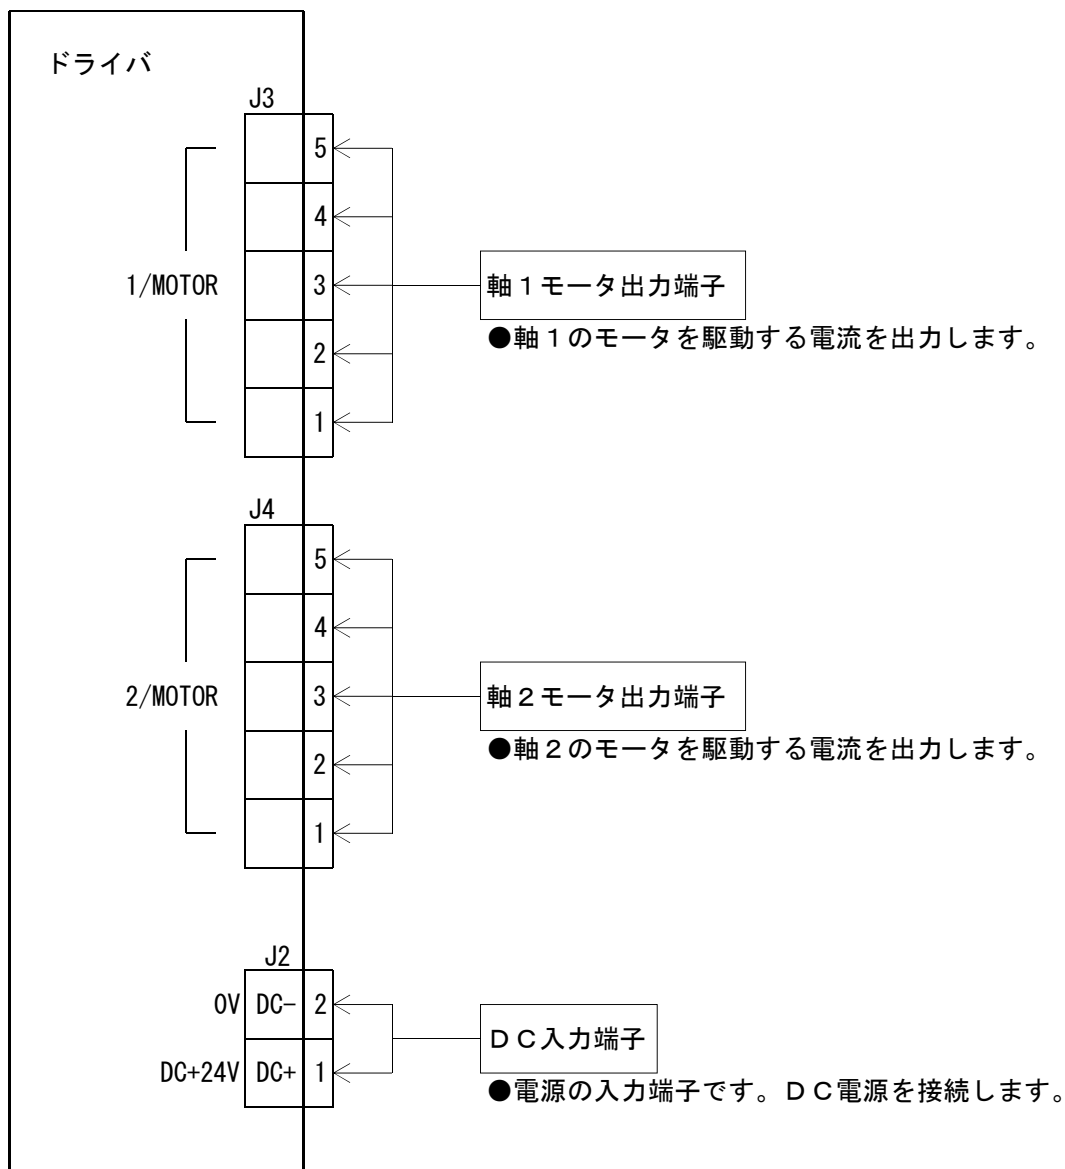 ドライバ
J3
5
4
1/MOTOR 3 軸１モータ出力端子
●軸１のモータを駆動する電流を出力します。
2
1
J4
5
4
2/MOTOR 3 軸２モータ出力端子
●軸２のモータを駆動する電流を出力します。
2
1
J2
0V DC- 2
ＤＣ入力端子
DC+24V DC+ 1
●電源の入力端子です。ＤＣ電源を接続します。